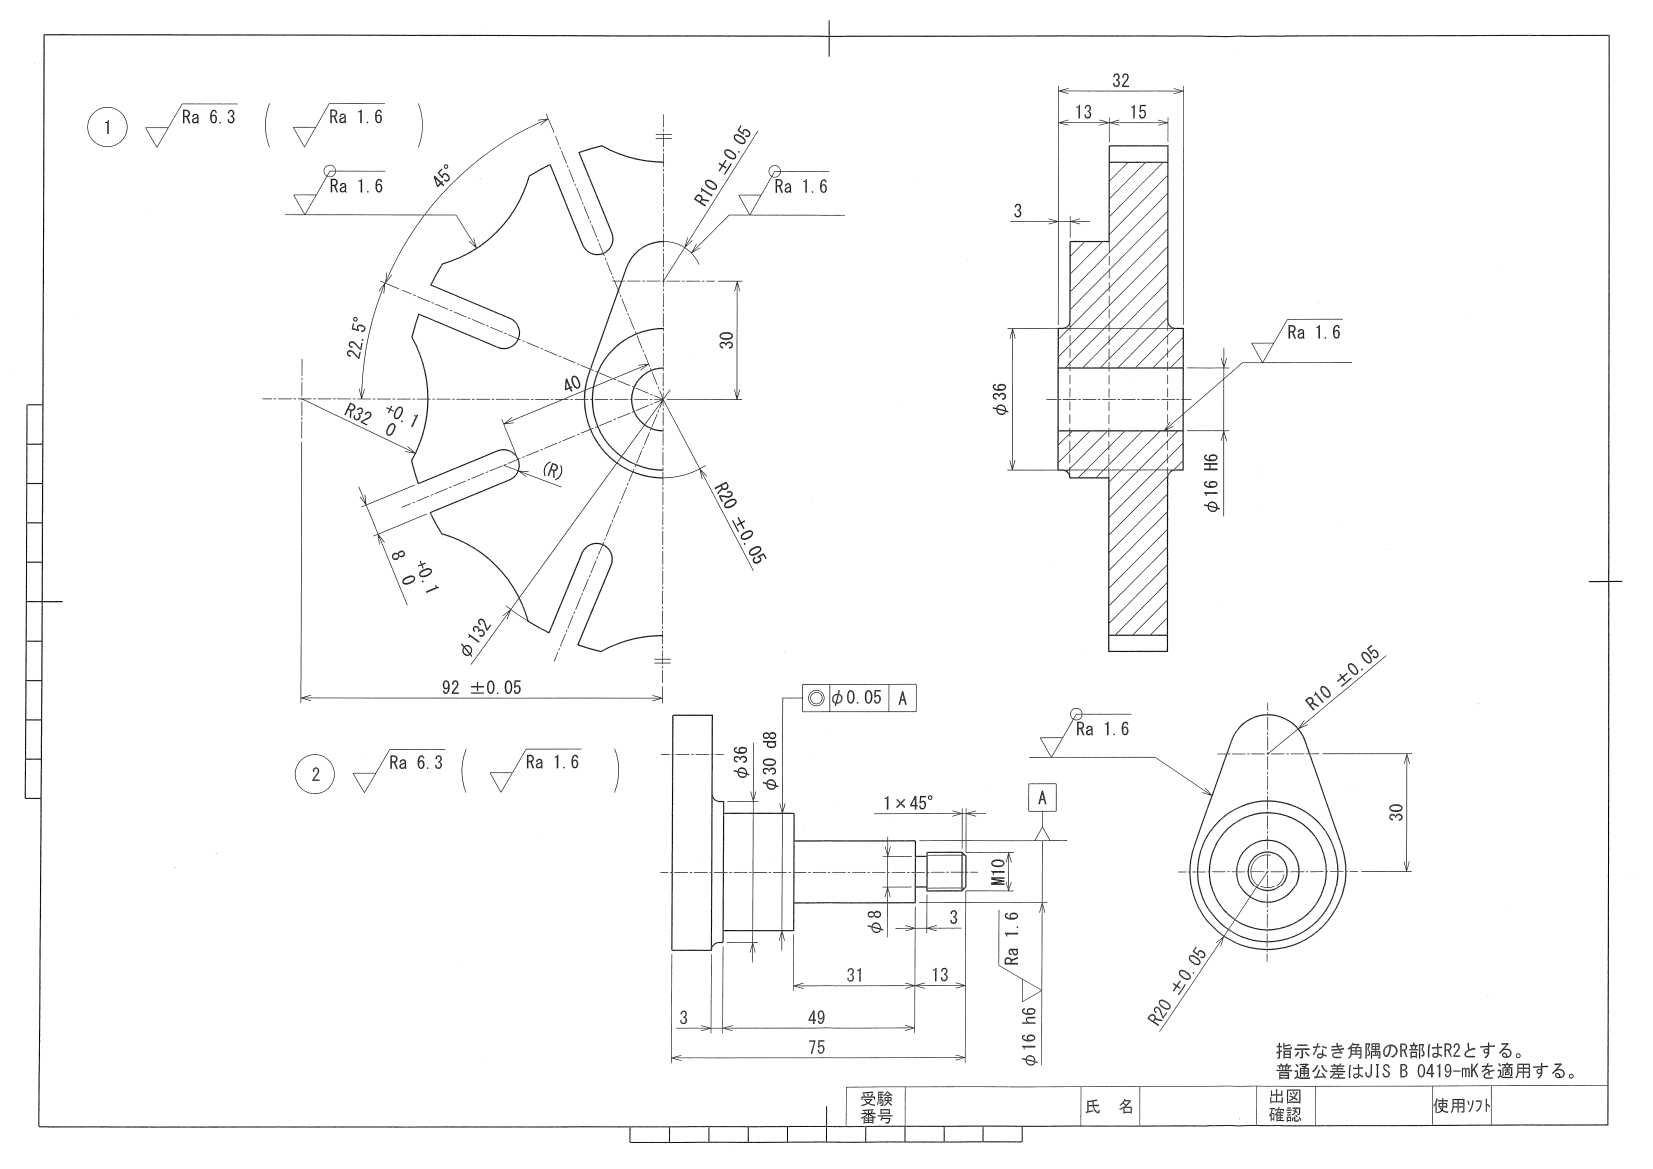 1 Ra 6.3 ( Ra 1.6 )
Ra 1.6
45°
22.5°
R10 ±0.05
Ra 1.6
30
40
R32 +0.1 0
(R)
8 +0.1 0
φ132
R20 ±0.05
92 ±0.05
32
13 15
3
Ra 1.6
φ36
φ16 H6
2 Ra 6.3 ( Ra 1.6 )
◎ φ0.05 A
φ36
φ30 d8
1×45°
A
M10
φ8
3
Ra 1.6
31 13
3 49
75
φ16 h6
Ra 1.6
R10 ±0.05
30
R20 ±0.05
指示なき角隅のR部はR2とする。
普通公差はJIS B 0419-mKを適用する。
受験番号 氏 名 出図確認 使用ソフト